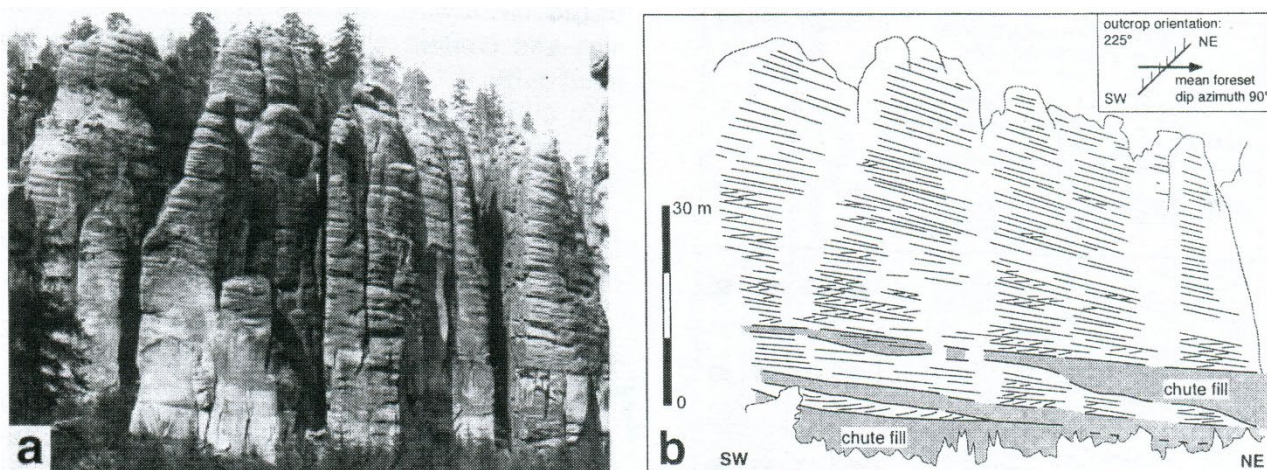 a
outcrop orientation:
225°
NE
SW
mean foreset
dip azimuth 90°
30 m
0
chute fill
chute fill
b
SW
NE